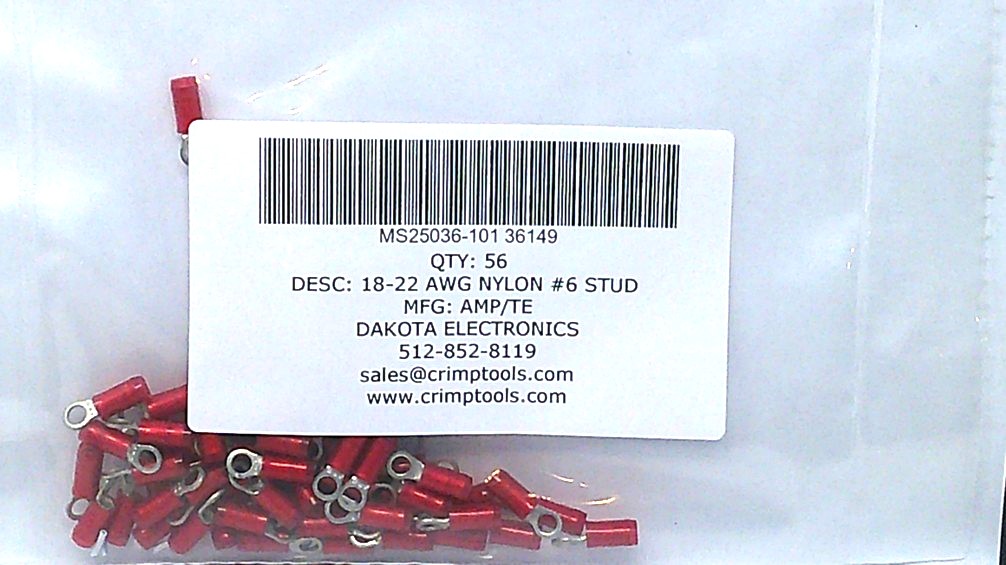 MS25036-101 36149
QTY: 56
DESC: 18-22 AWG NYLON #6 STUD
MFG: AMP/TE
DAKOTA ELECTRONICS
512-852-8119
sales@crimptools.com
www.crimptools.com